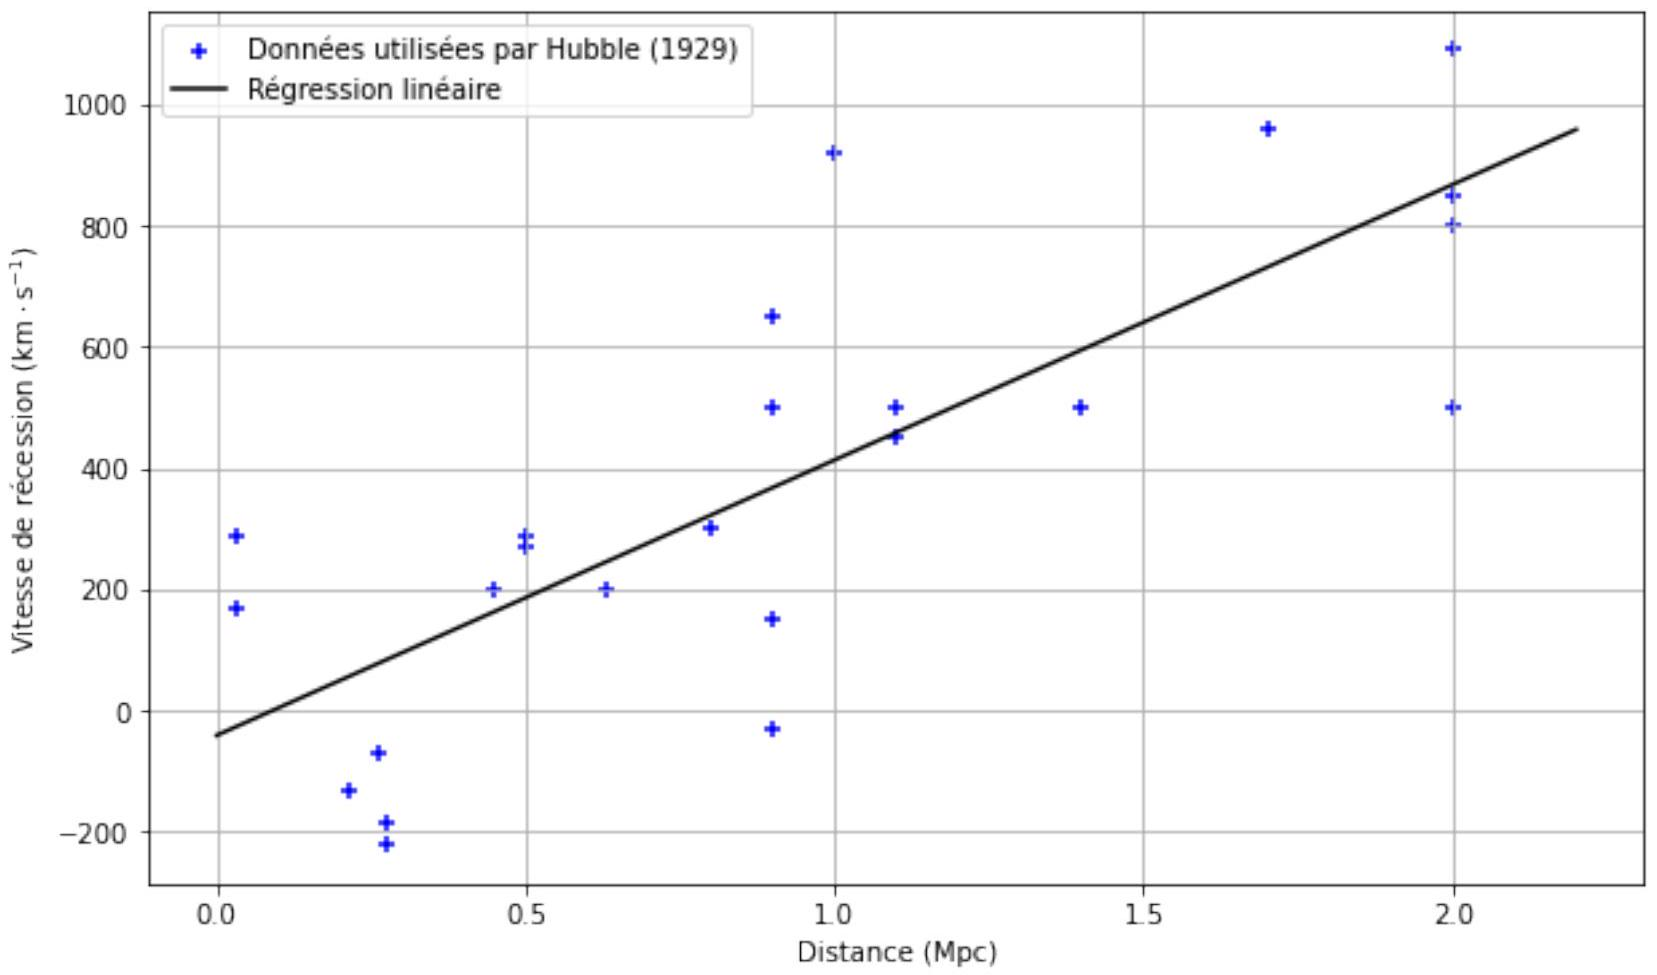 Données utilisées par Hubble (1929)
Régression linéaire
1000
800
600
400
200
0
−200
Vitesse de récession (km · s⁻¹)
0.0 0.5 1.0 1.5 2.0
Distance (Mpc)